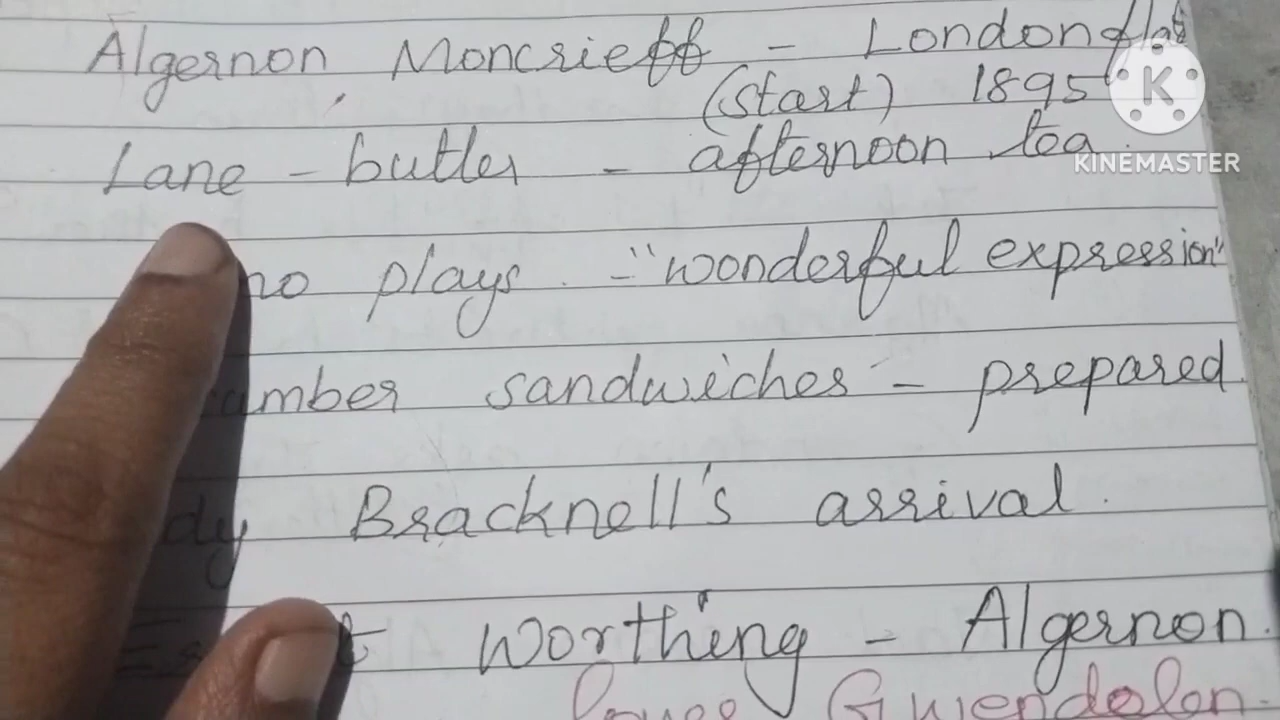 Algernon Moncrieff - London flat
(start) 1895
Lane - butler - afternoon tea.
plays - "wonderful expression"
sandwiches - prepared
Bracknell's arrival.
Worthing - Algernon.
loves Gwendolen.
K
KINEMASTER